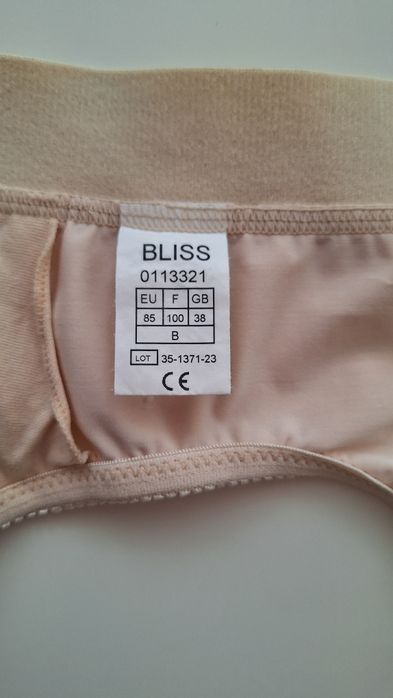 BLISS
0113321
EU F GB
85 100 38
B
LOT 35-1371-23
CE